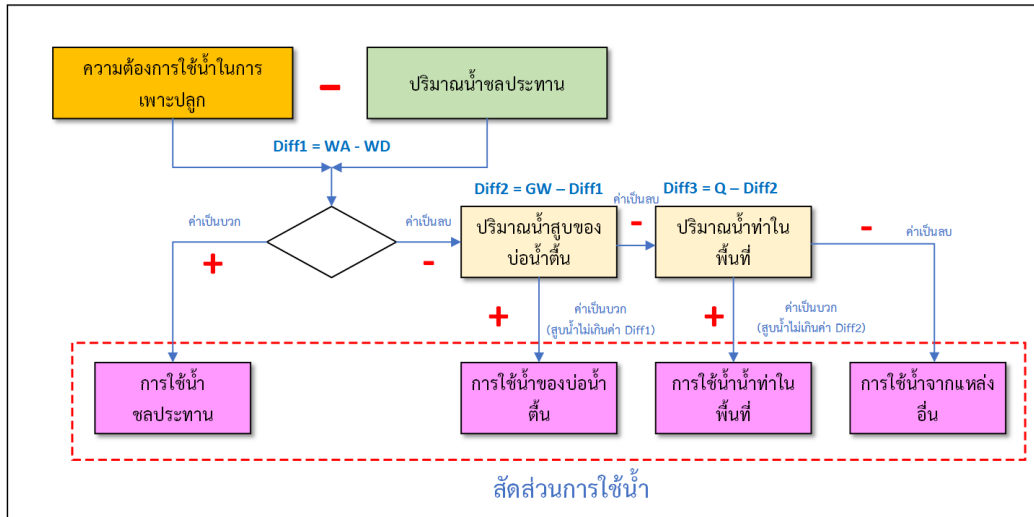 ความต้องการใช้น้ำในการ
เพาะปลูก
−
ปริมาณน้ำชลประทาน
Diff1 = WA - WD
Diff2 = GW – Diff1
Diff3 = Q – Diff2
ค่าเป็นบวก
+
ค่าเป็นลบ
-
ปริมาณน้ำสูบของ
บ่อน้ำตื้น
ค่าเป็นลบ
-
ปริมาณน้ำท่าใน
พื้นที่
-
ค่าเป็นลบ
+
ค่าเป็นบวก
(สูบน้ำไม่เกินค่า Diff1)
+
ค่าเป็นบวก
(สูบน้ำไม่เกินค่า Diff2)
การใช้น้ำ
ชลประทาน
การใช้น้ำของบ่อน้ำ
ตื้น
การใช้น้ำน้ำท่าใน
พื้นที่
การใช้น้ำจากแหล่ง
อื่น
สัดส่วนการใช้น้ำ